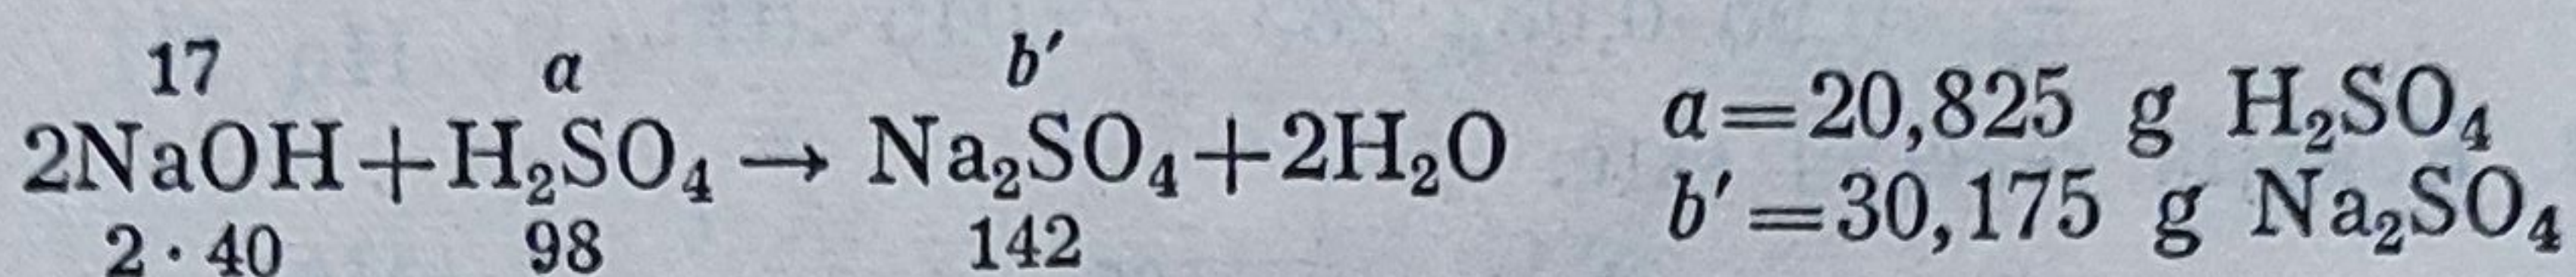 17 a b′
2NaOH+H₂SO₄→Na₂SO₄+2H₂O
2·40 98 142
a=20,825 g H₂SO₄
b′=30,175 g Na₂SO₄